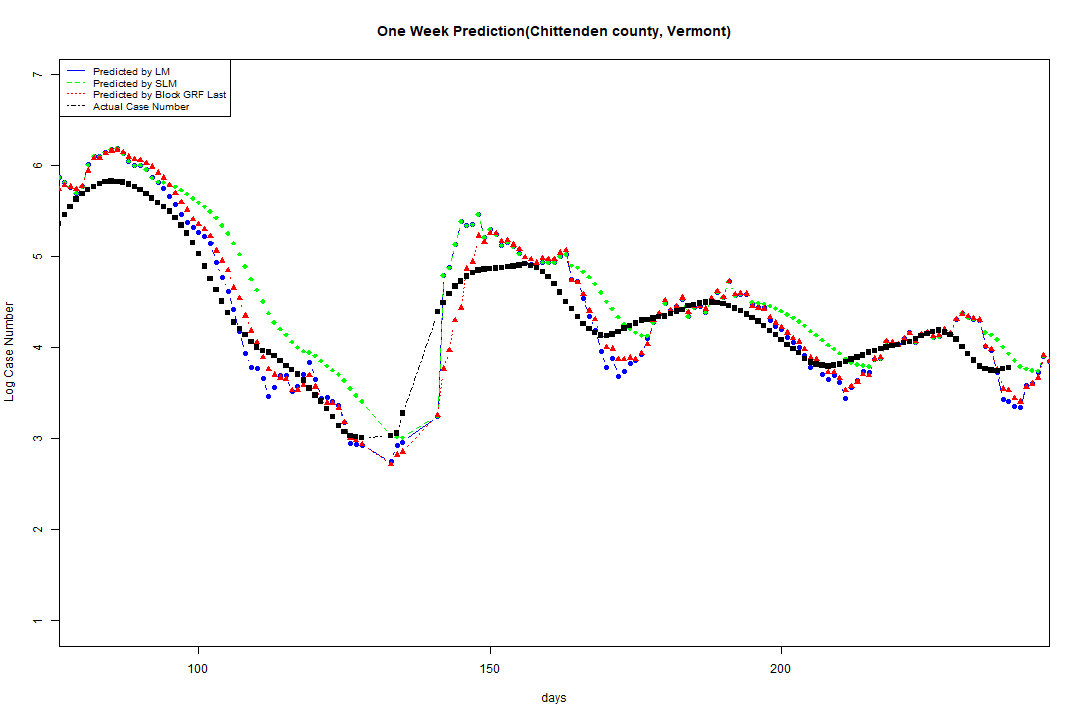 One Week Prediction(Chittenden county, Vermont)
Predicted by LM
Predicted by SLM
Predicted by Block GRF Last
Actual Case Number
Log Case Number
7
6
5
4
3
2
1
100
150
200
days